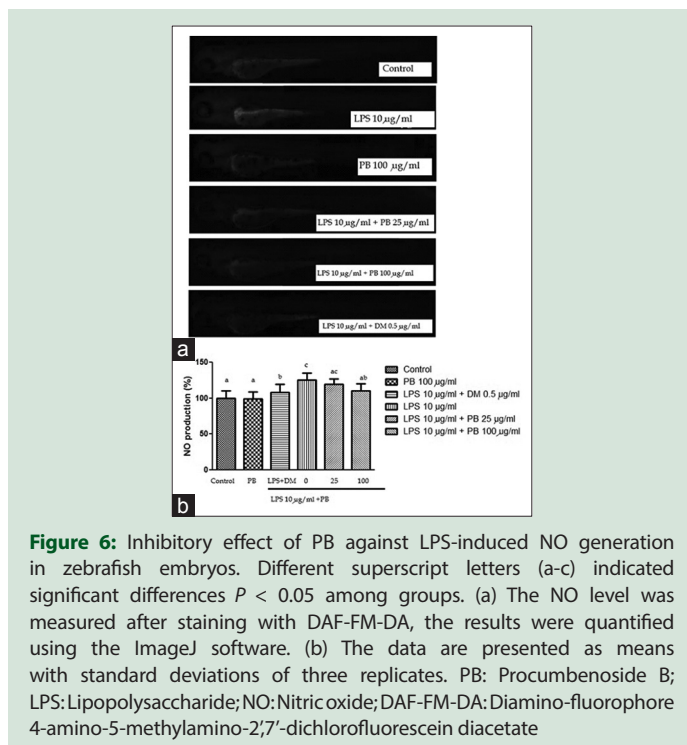 Control
LPS 10 µg/ml
PB 100 µg/ml
LPS 10 µg/ml + PB 25 µg/ml
LPS 10 µg/ml + PB 100 µg/ml
LPS 10 µg/ml + DM 0.5 µg/ml
a
NO production (%)
150
100
50
0
a
a
b
c
ac
ab
Control
PB
LPS+DM
0
25
100
LPS 10 µg/ml +PB
Control
PB 100 µg/ml
LPS 10 µg/ml + DM 0.5 µg/ml
LPS 10 µg/ml
LPS 10 µg/ml + PB 25 µg/ml
LPS 10 µg/ml + PB 100 µg/ml
b
Figure 6: Inhibitory effect of PB against LPS-induced NO generation
in zebrafish embryos. Different superscript letters (a-c) indicated
significant differences P < 0.05 among groups. (a) The NO level was
measured after staining with DAF-FM-DA, the results were quantified
using the ImageJ software. (b) The data are presented as means
with standard deviations of three replicates. PB: Procumbenoside B;
LPS: Lipopolysaccharide; NO: Nitric oxide; DAF-FM-DA: Diamino-fluorophore
4-amino-5-methylamino-2',7'-dichlorofluorescein diacetate